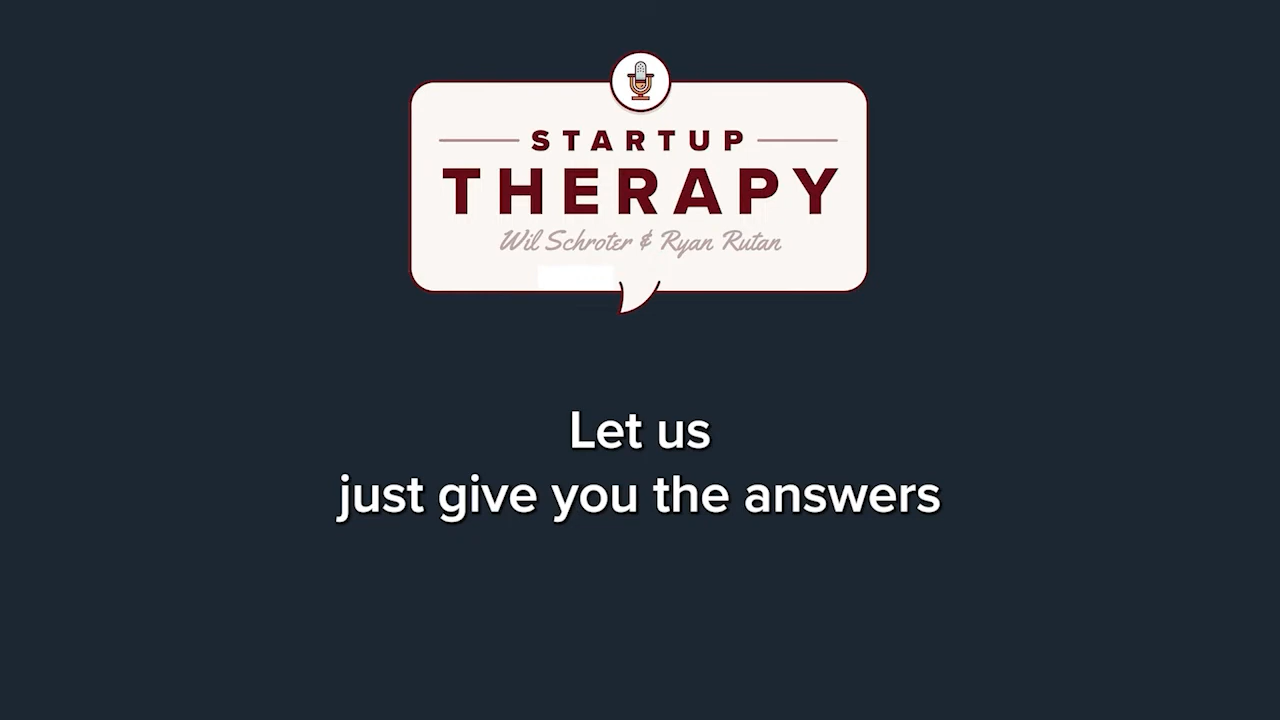 STARTUP
THERAPY
Wil Schroter & Ryan Rutan
Let us
just give you the answers